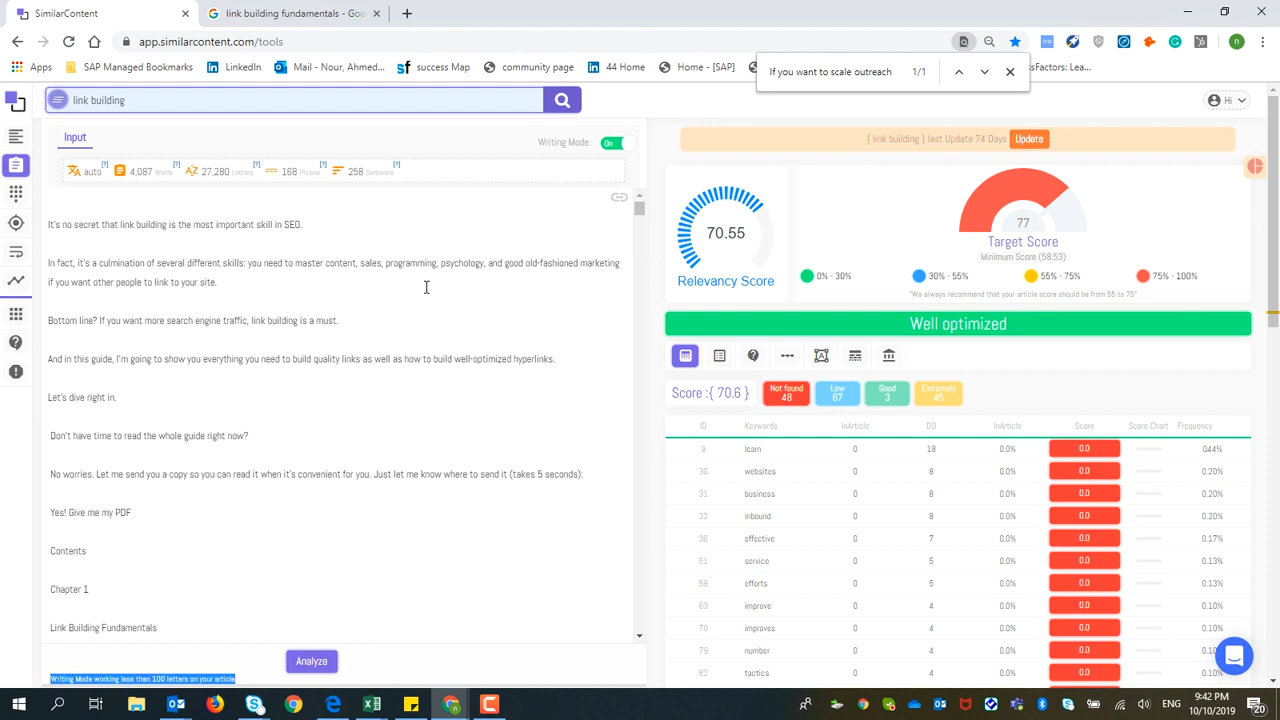 SimilarContent
link building fundamentals - Goo
app.similarcontent.com/tools
Apps
SAP Managed Bookmarks
LinkedIn
Mail - Nour, Ahmed...
success Map
community page
44 Home
Home - [SAP]
Factors: Lea...
If you want to scale outreach 1/1
link building
Hi
Input
Writing Mode On
auto [?] 4,087 Words [?] 27,280 Letters [?] 168 Phrases [?] 258 Sentence [?]
It's no secret that link building is the most important skill in SEO.
In fact, it's a culmination of several different skills: you need to master content, sales, programming, psychology, and good old-fashioned marketing
if you want other people to link to your site.
Bottom line? If you want more search engine traffic, link building is a must.
And in this guide, I'm going to show you everything you need to build quality links as well as how to build well-optimized hyperlinks.
Let's dive right in.
Don't have time to read the whole guide right now?
No worries. Let me send you a copy so you can read it when it's convenient for you. Just let me know where to send it (takes 5 seconds):
Yes! Give me my PDF
Contents
Chapter 1
Link Building Fundamentals
Analyze
Writing Mode working less than 100 letters on your article
{ link building } last Update 74 Days Update
70.55
Relevancy Score
77
Target Score
Minimum Score (58.53)
0% - 30% 30% - 55% 55% - 75% 75% - 100%
"We always recommend that your article score should be from 55 to 75"
Well optimized
Score :{ 70.6 }
Not found 48
Low 67
Good 3
Extremely 45
ID Keywords InArticle DO InArticle Score Score Chart Frequency
9 learn 0 18 0.0% 0.0 0.44%
30 websites 0 8 0.0% 0.0 0.20%
31 business 0 8 0.0% 0.0 0.20%
32 inbound 0 8 0.0% 0.0 0.20%
36 effective 0 7 0.0% 0.0 0.17%
51 service 0 5 0.0% 0.0 0.13%
59 efforts 0 5 0.0% 0.0 0.13%
63 improve 0 4 0.0% 0.0 0.10%
70 improves 0 4 0.0% 0.0 0.10%
79 number 0 4 0.0% 0.0
82 tactics 0 4 0.0% 0.0
9:42 PM
10/10/2019
20